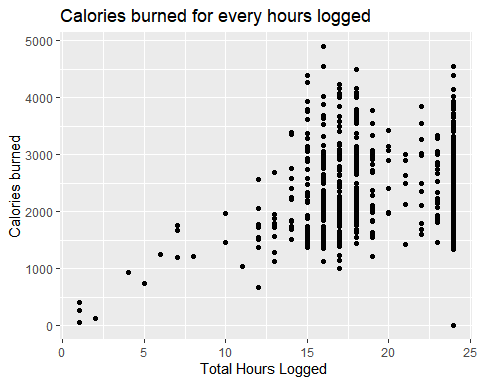 Calories burned for every hours logged
5000
4000
3000
2000
1000
0
Calories burned
0 5 10 15 20 25
Total Hours Logged